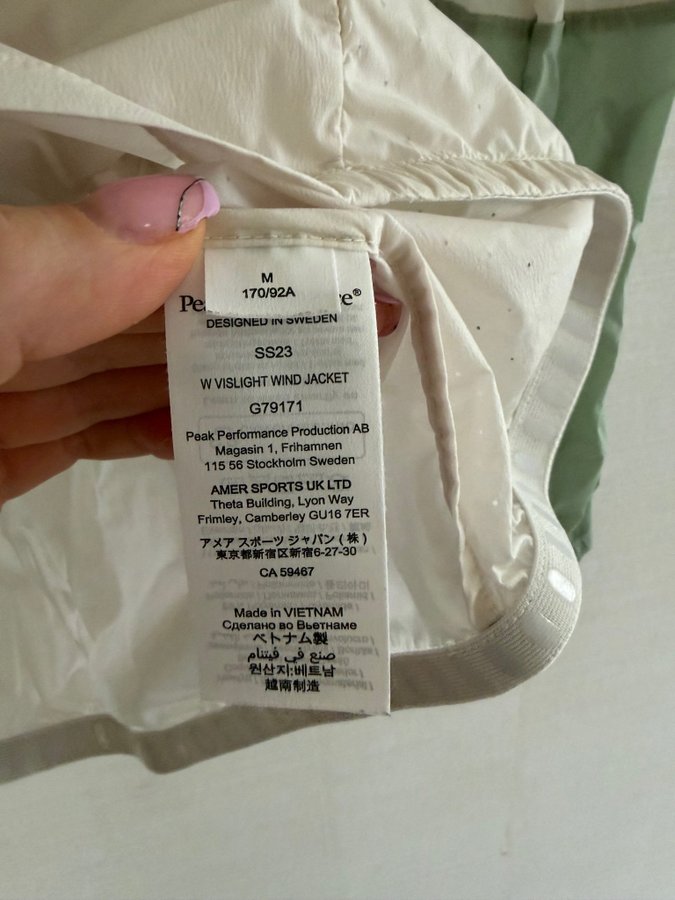 M
170/92A
Pe e®
DESIGNED IN SWEDEN
SS23
W VISLIGHT WIND JACKET
G79171
Peak Performance Production AB
Magasin 1, Frihamnen
115 56 Stockholm Sweden
AMER SPORTS UK LTD
Theta Building, Lyon Way
Frimley, Camberley GU16 7ER
アメア スポーツ ジャパン ( 株 )
東京都新宿区新宿6-27-30
CA 59467
Made in VIETNAM
Сделано во Вьетнаме
ベトナム製
صنع في فيتنام
원산지:베트남
越南制造